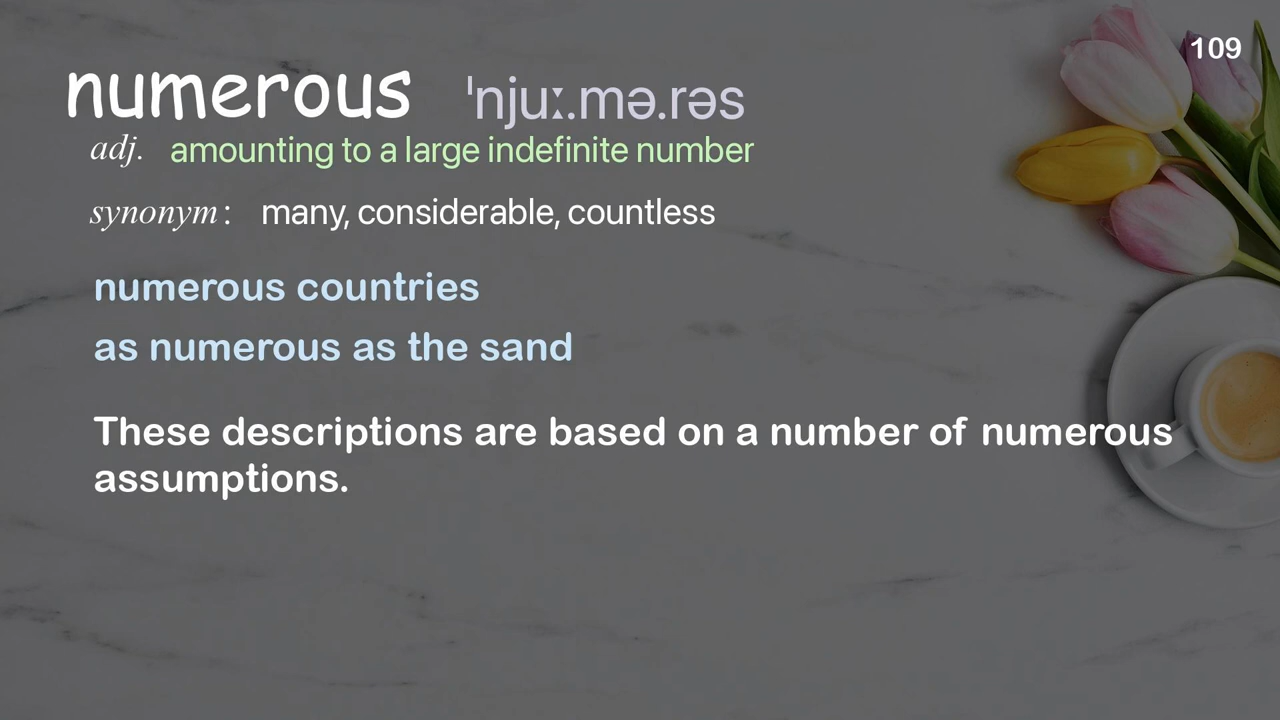 109
numerous ˈnjuː.mə.rəs
adj. amounting to a large indefinite number
synonym: many, considerable, countless
numerous countries
as numerous as the sand
These descriptions are based on a number of numerous
assumptions.